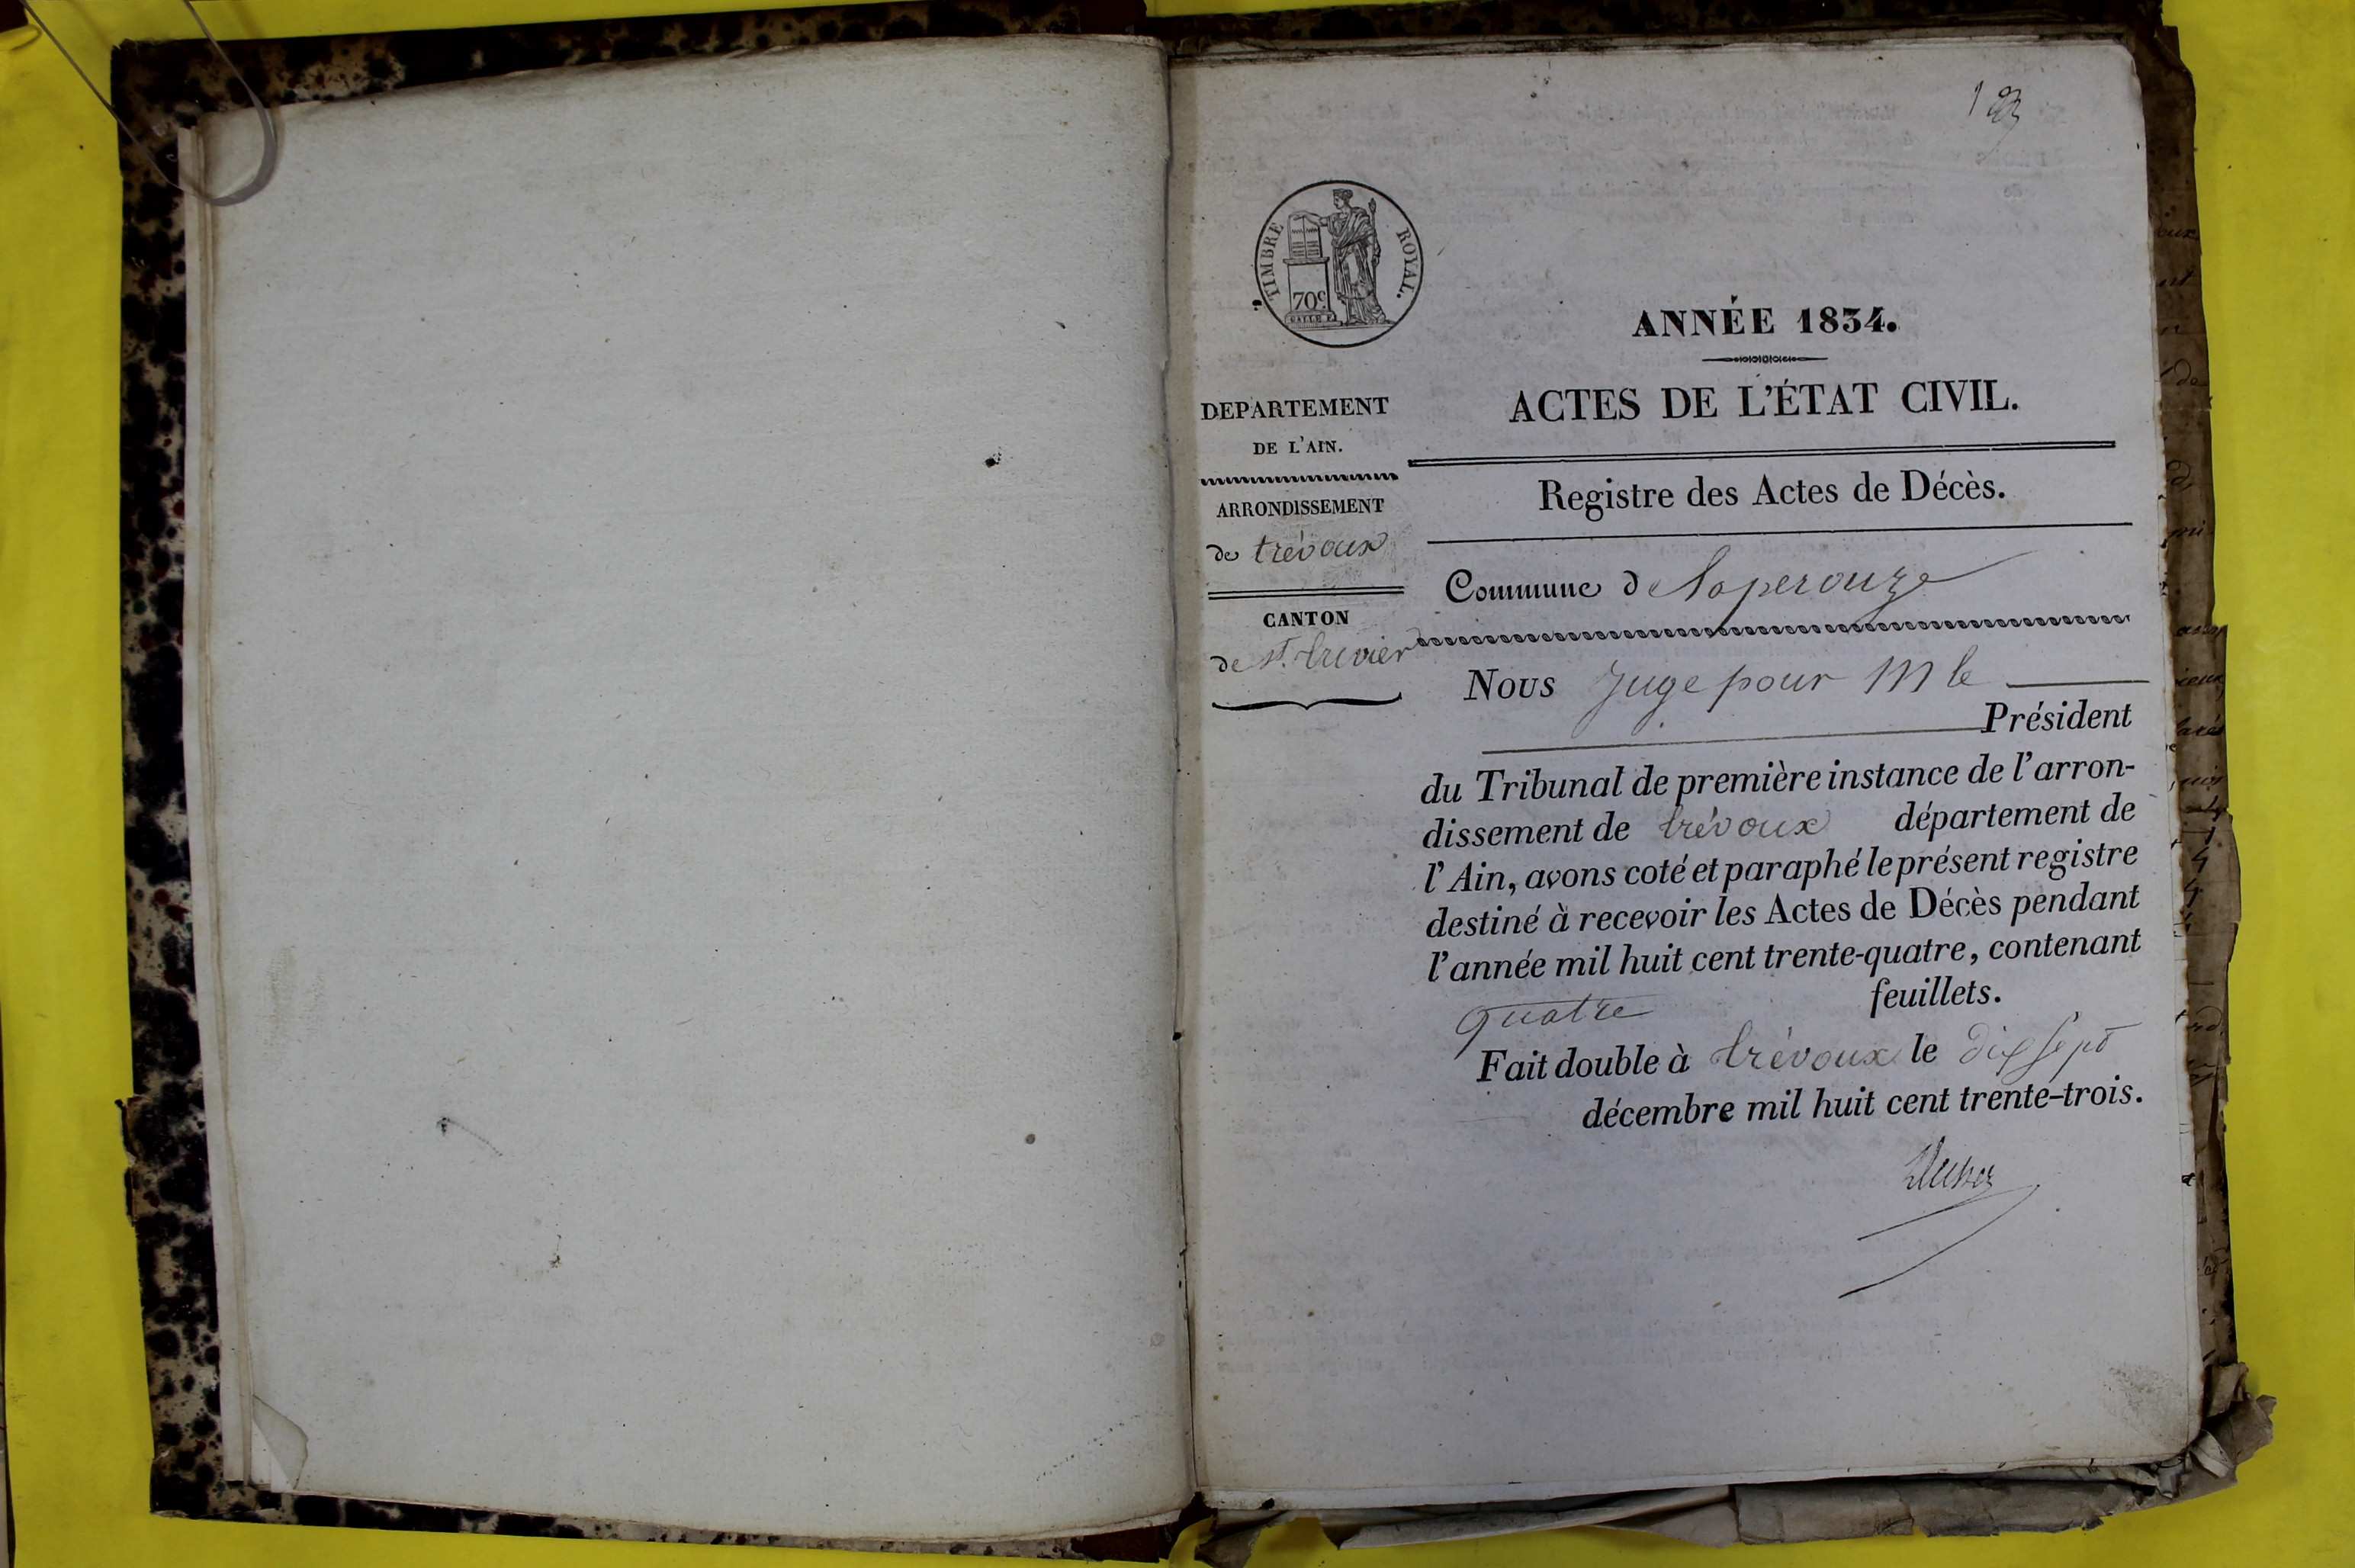 TIMBRE ROYAL.
70c
ANNÉE 1834.
ACTES DE L'ÉTAT CIVIL.
DEPARTEMENT
DE L'AIN.
ARRONDISSEMENT
de trévoux
CANTON
de St. trivier
Registre des Actes de Décès.
Commune de laperouze
Nous Juge pour M le
Président
du Tribunal de première instance de l'arron-
dissement de trévoux département de
l'Ain, avons coté et paraphé le présent registre
destiné à recevoir les Actes de Décès pendant
l'année mil huit cent trente-quatre, contenant
quatre feuillets.
Fait double à trévoux le dix sept
décembre mil huit cent trente-trois.